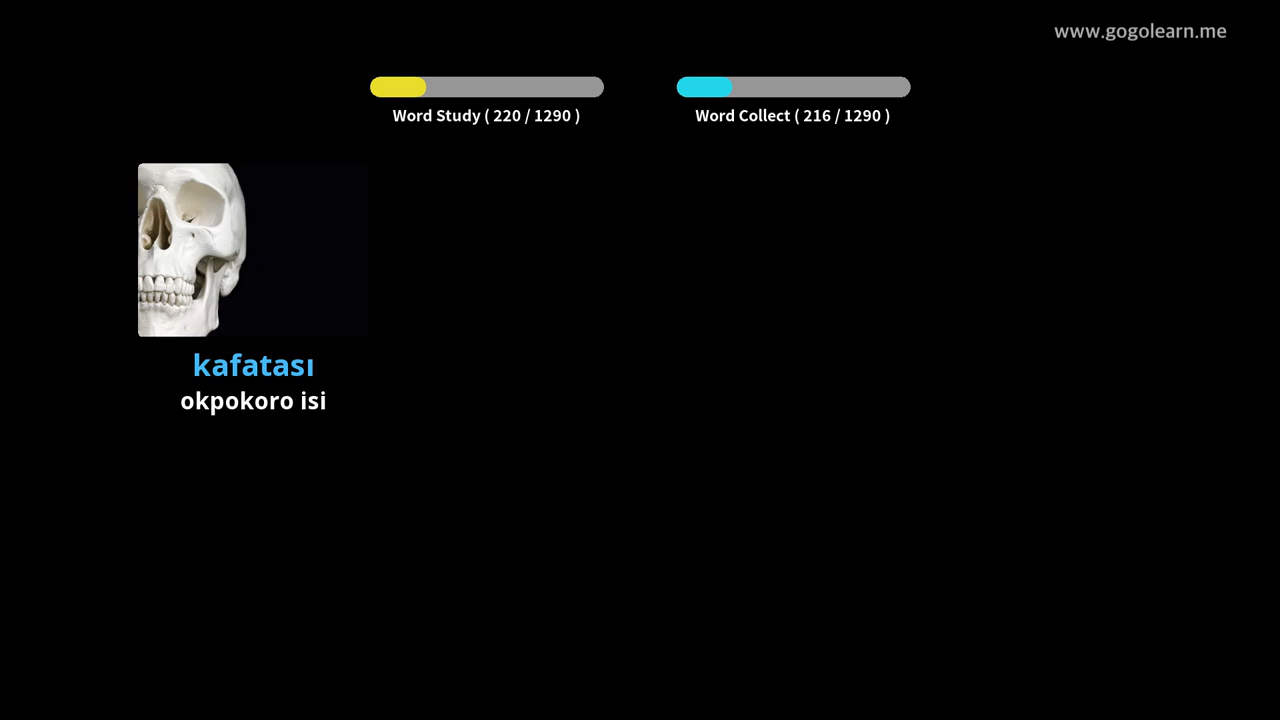 www.gogolearn.me
Word Study ( 220 / 1290 )
Word Collect ( 216 / 1290 )
kafatası
okpokoro isi